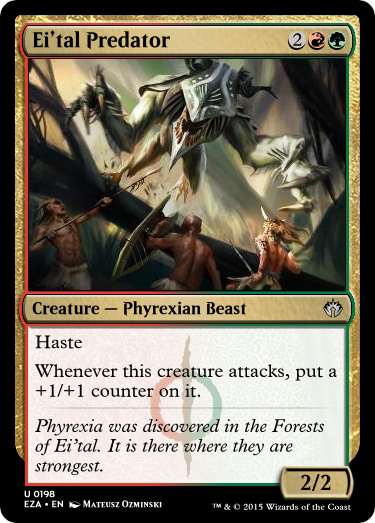 Ei'tal Predator 2
Creature — Phyrexian Beast
Haste
Whenever this creature attacks, put a
+1/+1 counter on it.
Phyrexia was discovered in the Forests
of Ei'tal. It is there where they are
strongest.
2/2
U 0198
EZA • EN Mateusz Ozminski
™ & © 2015 Wizards of the Coast